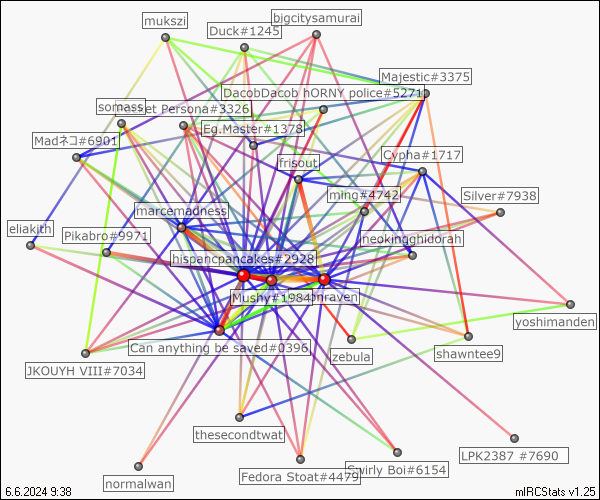 bigcitysamurai
mukszi
Duck#1245
Majestic#3375
DacobDacob hORNY police#5271
somass
et Persona#3326
Eg.Master#1378
Madネコ#6901
Cypha#1717
frisout
ming#4742
Silver#7938
marcemadness
eliakith
Pikabro#9971
neokingghidorah
hispancpancakes#2928
Mushy#1984
nraven
yoshimanden
Can anything be saved#0396
zebula
shawntee9
JKOUYH VIII#7034
thesecondtwat
LPK2387 #7690
Swirly Boi#6154
Fedora Stoat#4479
normalwan
6.6.2024 9:38
mIRCStats v1.25